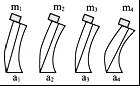 m₁ m₂ m₃ m₄
a₁ a₂ a₃ a₄